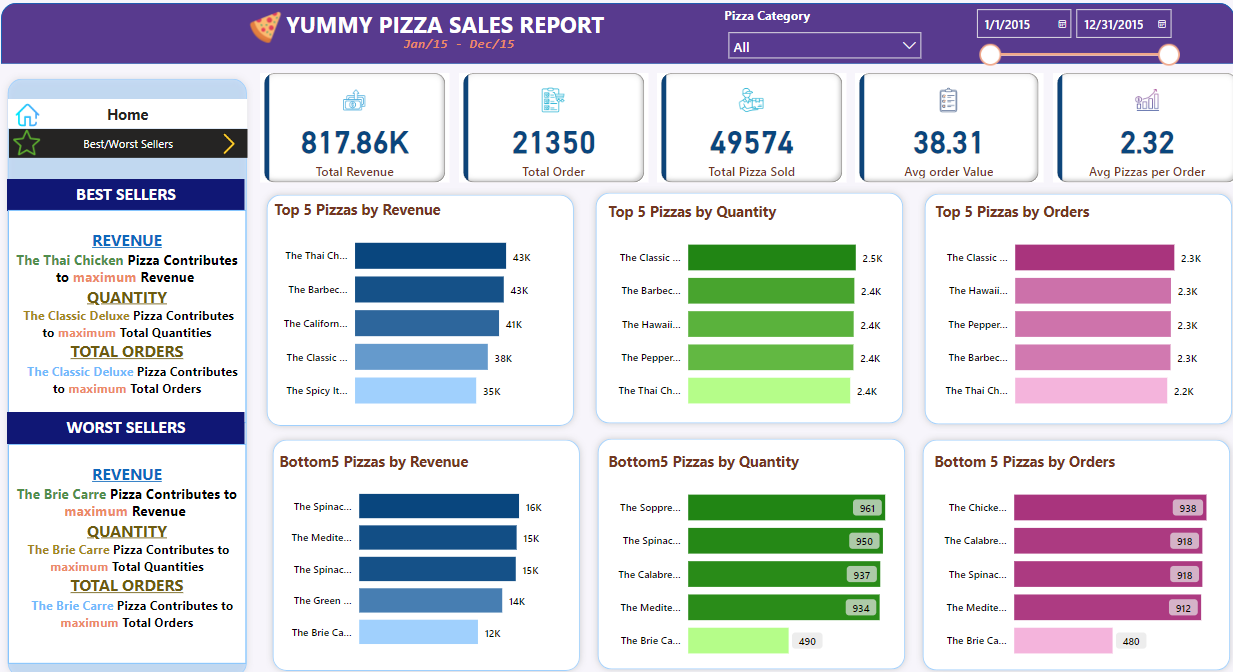 YUMMY PIZZA SALES REPORT
Jan/15 - Dec/15
Pizza Category
All
1/1/2015
12/31/2015
Home
Best/Worst Sellers
BEST SELLERS
REVENUE
The Thai Chicken Pizza Contributes
to maximum Revenue
QUANTITY
The Classic Deluxe Pizza Contributes
to maximum Total Quantities
TOTAL ORDERS
The Classic Deluxe Pizza Contributes
to maximum Total Orders
WORST SELLERS
REVENUE
The Brie Carre Pizza Contributes to
maximum Revenue
QUANTITY
The Brie Carre Pizza Contributes to
maximum Total Quantities
TOTAL ORDERS
The Brie Carre Pizza Contributes to
maximum Total Orders
817.86K
Total Revenue
21350
Total Order
49574
Total Pizza Sold
38.31
Avg order Value
2.32
Avg Pizzas per Order
Top 5 Pizzas by Revenue
The Thai Ch... 43K
The Barbec... 43K
The Californ... 41K
The Classic ... 38K
The Spicy It... 35K
Top 5 Pizzas by Quantity
The Classic ... 2.5K
The Barbec... 2.4K
The Hawaii... 2.4K
The Pepper... 2.4K
The Thai Ch... 2.4K
Top 5 Pizzas by Orders
The Classic ... 2.3K
The Hawaii... 2.3K
The Pepper... 2.3K
The Barbec... 2.3K
The Thai Ch... 2.2K
Bottom5 Pizzas by Revenue
The Spinac... 16K
The Medite... 15K
The Spinac... 15K
The Green ... 14K
The Brie Ca... 12K
Bottom5 Pizzas by Quantity
The Soppre... 961
The Spinac... 950
The Calabre... 937
The Medite... 934
The Brie Ca... 490
Bottom 5 Pizzas by Orders
The Chicke... 938
The Calabre... 918
The Spinac... 918
The Medite... 912
The Brie Ca... 480